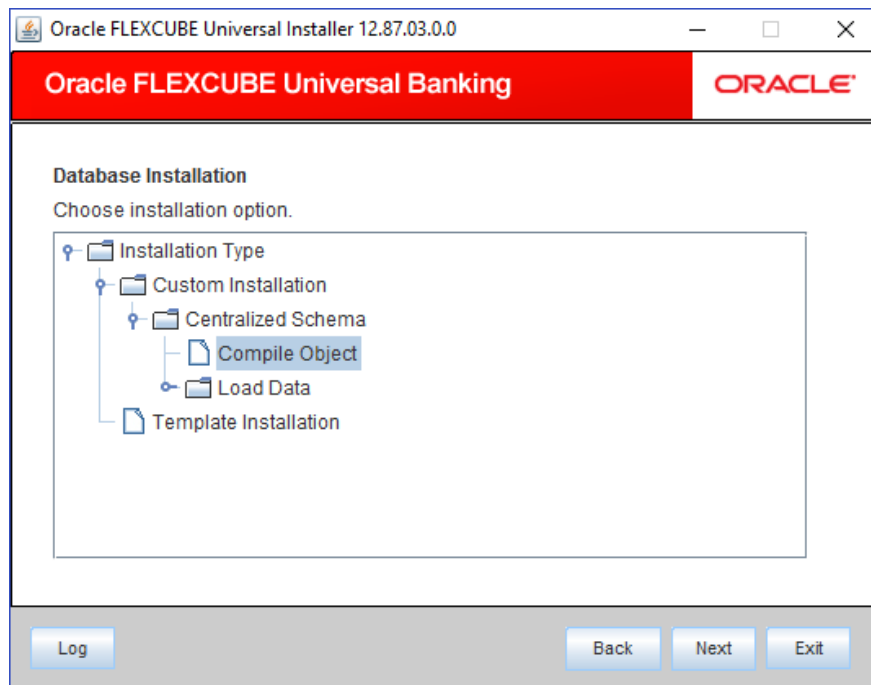 Oracle FLEXCUBE Universal Installer 12.87.03.0.0
Oracle FLEXCUBE Universal Banking
ORACLE
Database Installation
Choose installation option.
Installation Type
Custom Installation
Centralized Schema
Compile Object
Load Data
Template Installation
Log Back Next Exit